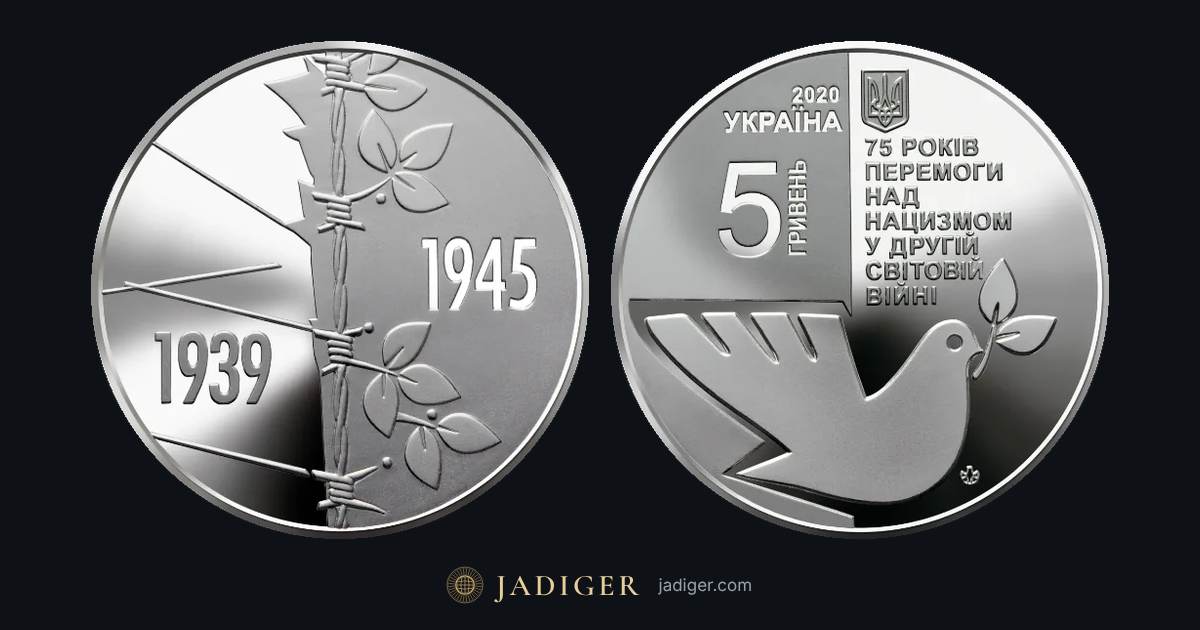 1945
1939
2020
УКРАЇНА
5
ГРИВЕНЬ
75 РОКІВ
ПЕРЕМОГИ
НАД
НАЦИЗМОМ
У ДРУГІЙ
СВІТОВІЙ
ВІЙНІ
JADIGER jadiger.com